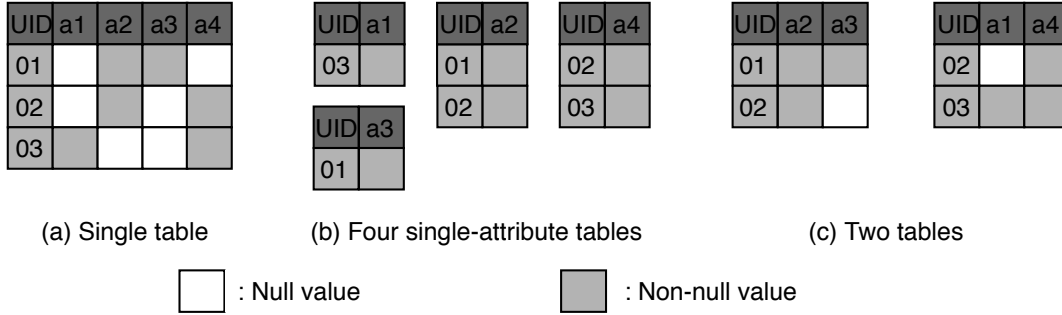 UID a1 a2 a3 a4
01
02
03
UID a1
03
UID a3
01
UID a2
01
02
UID a4
02
03
UID a2 a3
01
02
UID a1 a4
02
03
(a) Single table
(b) Four single-attribute tables
(c) Two tables
: Null value
: Non-null value